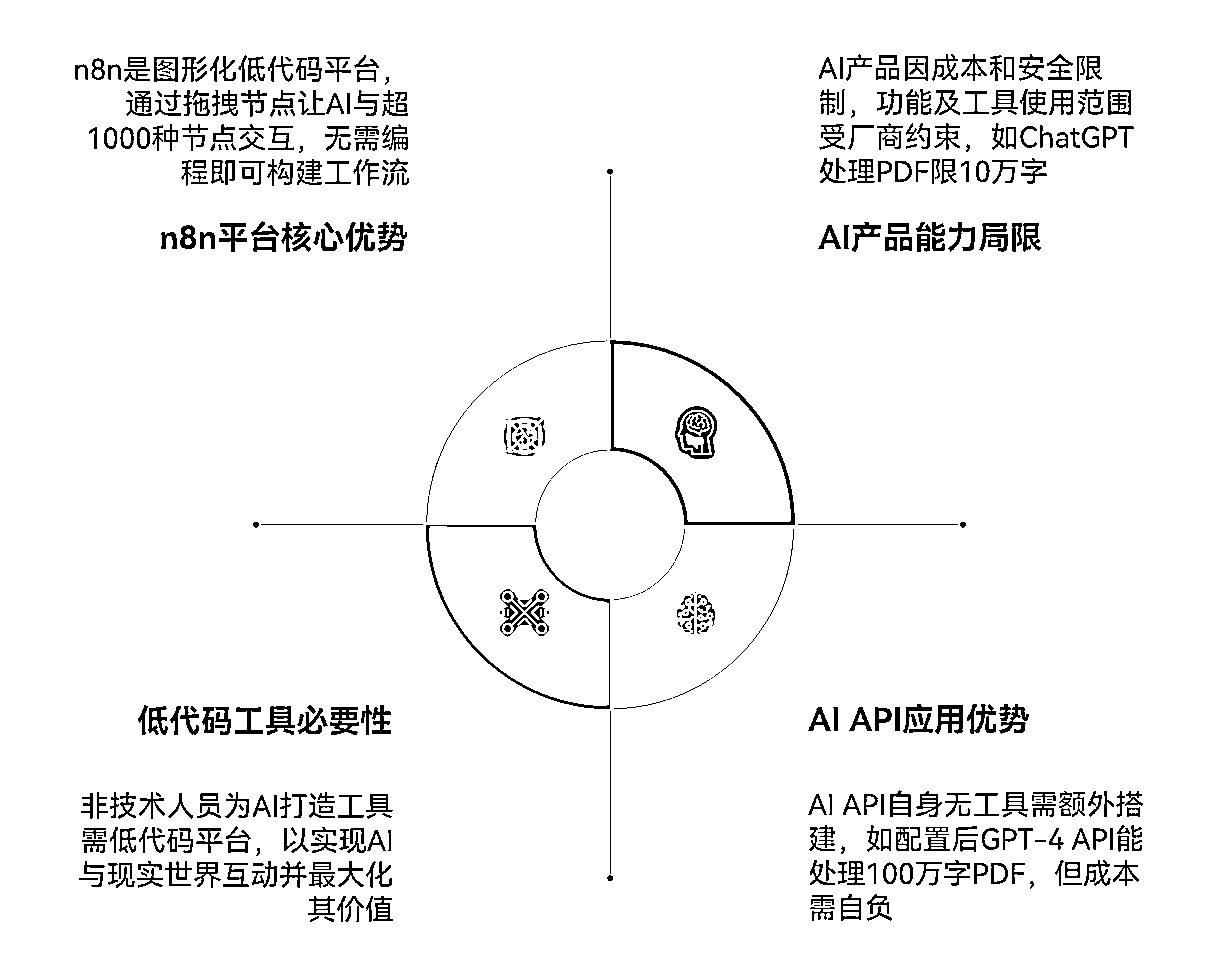 n8n是图形化低代码平台，
通过拖拽节点让AI与超
1000种节点交互，无需编
程即可构建工作流
n8n平台核心优势
AI产品因成本和安全限
制，功能及工具使用范围
受厂商约束，如ChatGPT
处理PDF限10万字
AI产品能力局限
低代码工具必要性
非技术人员为AI打造工具
需低代码平台，以实现AI
与现实世界互动并最大化
其价值
AI API应用优势
AI API自身无工具需额外搭
建，如配置后GPT-4 API能
处理100万字PDF，但成本
需自负